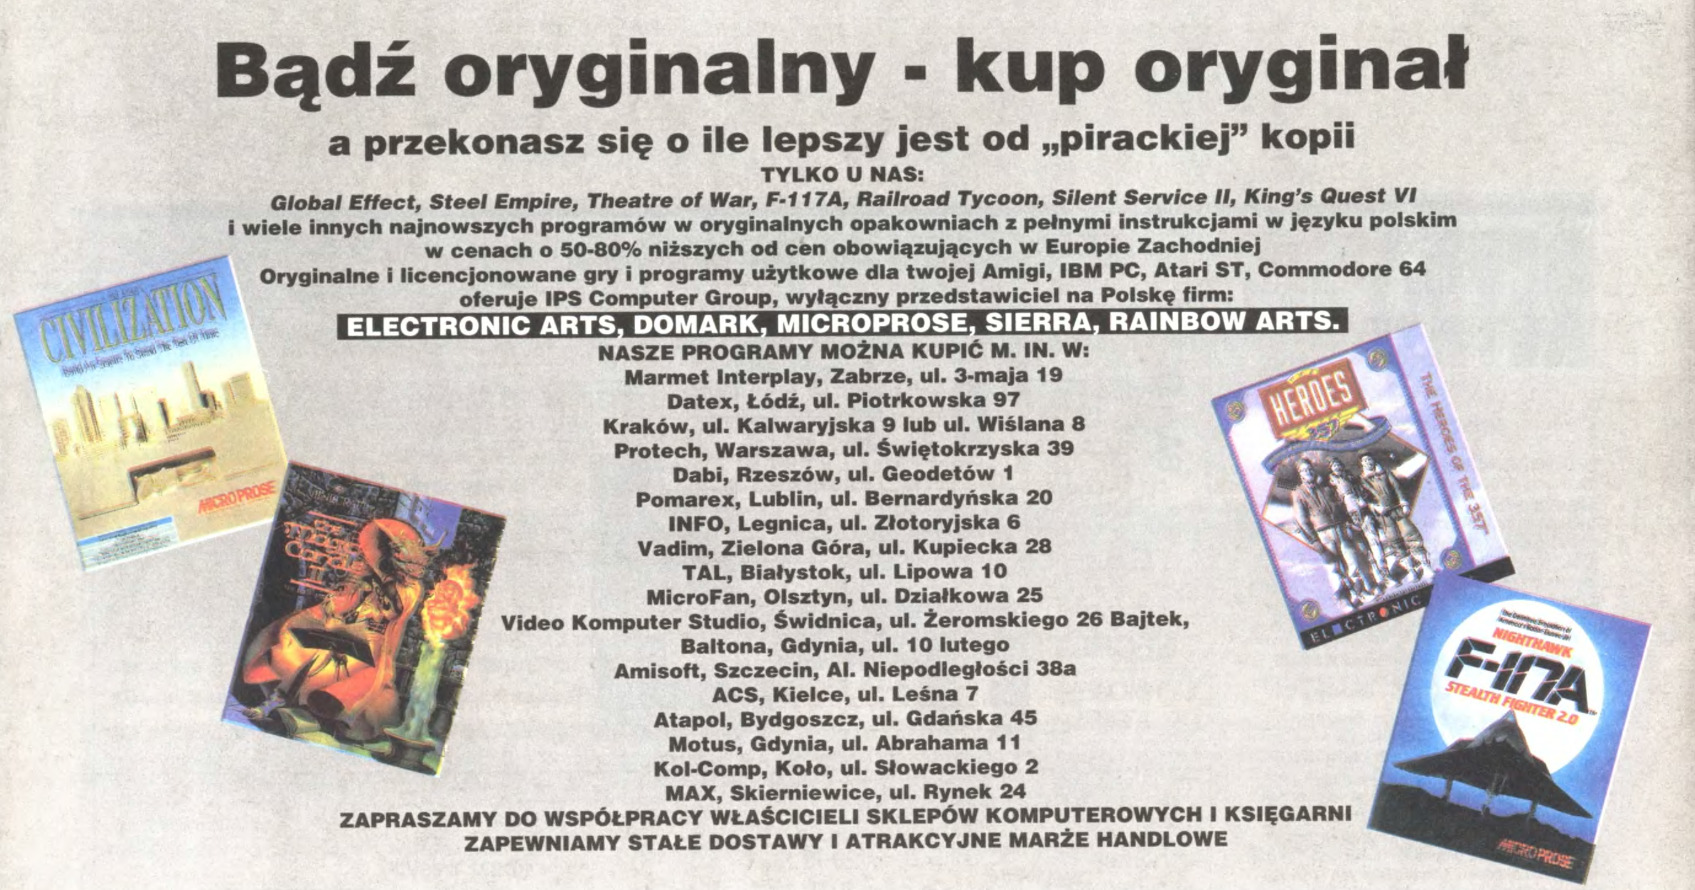 Bądź oryginalny - kup oryginał
a przekonasz się o ile lepszy jest od „pirackiej” kopii
TYLKO U NAS:
Global Effect, Steel Empire, Theatre of War, F-117A, Railroad Tycoon, Silent Service II, King's Quest VI
i wiele innych najnowszych programów w oryginalnych opakowniach z pełnymi instrukcjami w języku polskim
w cenach o 50-80% niższych od cen obowiązujących w Europie Zachodniej
Oryginalne i licencjonowane gry i programy użytkowe dla twojej Amigi, IBM PC, Atari ST, Commodore 64
oferuje IPS Computer Group, wyłączny przedstawiciel na Polskę firm:
ELECTRONIC ARTS, DOMARK, MICROPROSE, SIERRA, RAINBOW ARTS.
NASZE PROGRAMY MOŻNA KUPIĆ M. IN. W:
Marmet Interplay, Zabrze, ul. 3-maja 19
Datex, Łódź, ul. Piotrkowska 97
Kraków, ul. Kalwaryjska 9 lub ul. Wiślana 8
Protech, Warszawa, ul. Świętokrzyska 39
Dabi, Rzeszów, ul. Geodetów 1
Pomarex, Lublin, ul. Bernardyńska 20
INFO, Legnica, ul. Złotoryjska 6
Vadim, Zielona Góra, ul. Kupiecka 28
TAL, Białystok, ul. Lipowa 10
MicroFan, Olsztyn, ul. Działkowa 25
Video Komputer Studio, Świdnica, ul. Żeromskiego 26 Bajtek,
Baltona, Gdynia, ul. 10 lutego
Amisoft, Szczecin, Al. Niepodległości 38a
ACS, Kielce, ul. Leśna 7
Atapol, Bydgoszcz, ul. Gdańska 45
Motus, Gdynia, ul. Abrahama 11
Kol-Comp, Koło, ul. Słowackiego 2
MAX, Skierniewice, ul. Rynek 24
ZAPRASZAMY DO WSPÓŁPRACY WŁAŚCICIELI SKLEPÓW KOMPUTEROWYCH I KSIĘGARNI
ZAPEWNIAMY STAŁE DOSTAWY I ATRAKCYJNE MARŻE HANDLOWE
CIVILIZATION
MICRO PROSE
HEROES
THE HEROES OF THE 357TH
ELECTRONIC
NIGHTHAWK
F-117A
STEALTH FIGHTER 2.0
MICRO PROSE